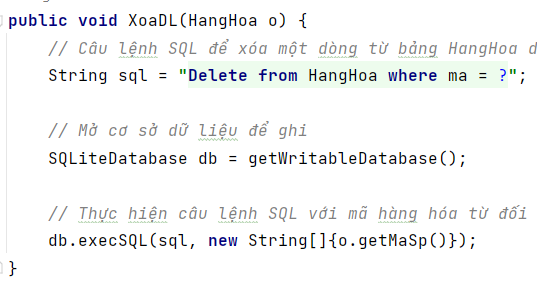 public void XoaDL(HangHoa o) {
// Câu lệnh SQL để xóa một dòng từ bảng HangHoa d
String sql = "Delete from HangHoa where ma = ?";
// Mở cơ sở dữ liệu để ghi
SQLiteDatabase db = getWritableDatabase();
// Thực hiện câu lệnh SQL với mã hàng hóa từ đối
db.execSQL(sql, new String[]{o.getMaSp()});
}